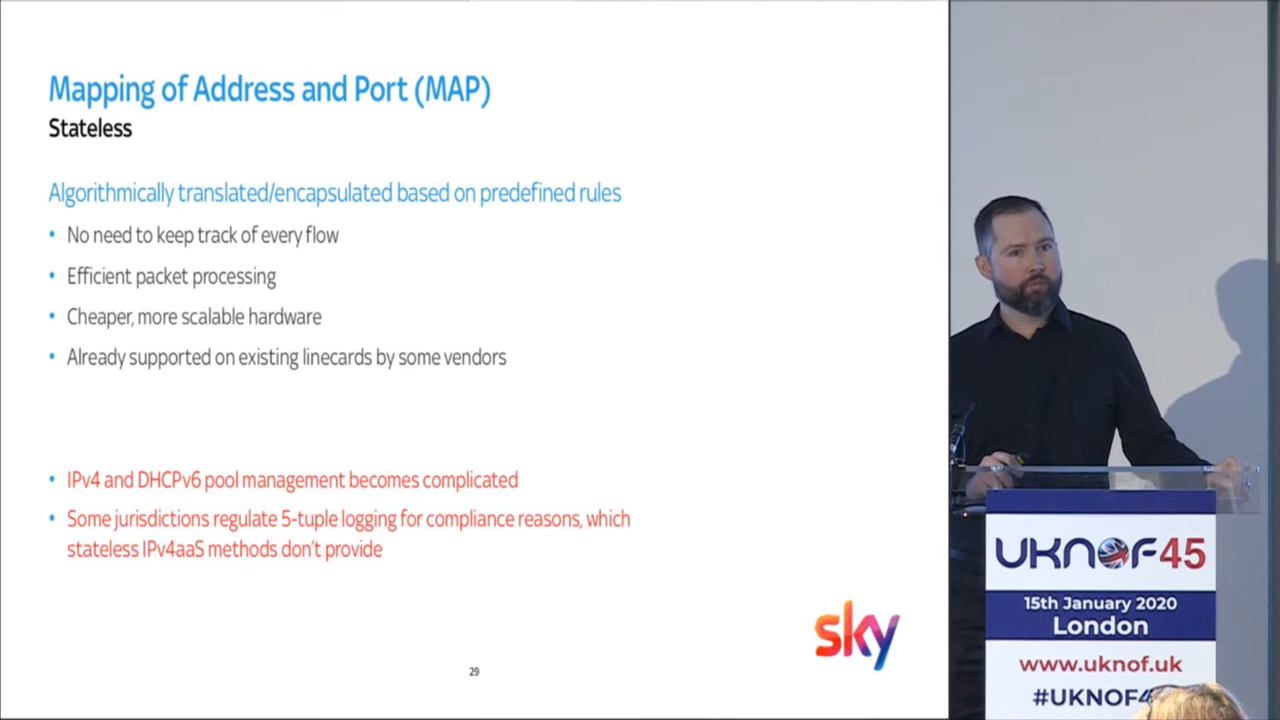 Mapping of Address and Port (MAP)
Stateless
Algorithmically translated/encapsulated based on predefined rules
• No need to keep track of every flow
• Efficient packet processing
• Cheaper, more scalable hardware
• Already supported on existing linecards by some vendors
• IPv4 and DHCPv6 pool management becomes complicated
• Some jurisdictions regulate 5-tuple logging for compliance reasons, which
stateless IPv4aaS methods don't provide
sky
29
UKNOF45
15th January 2020
London
www.uknof.uk